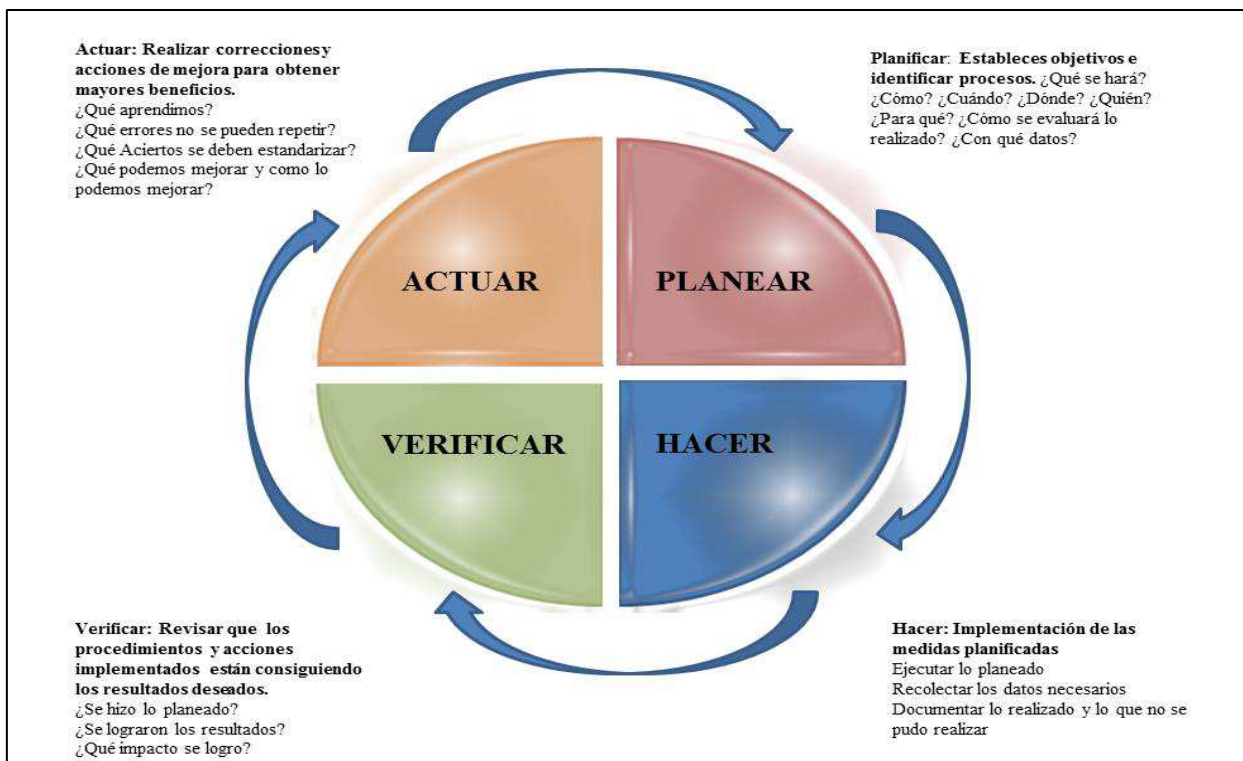 Actuar: Realizar correcciones y
acciones de mejora para obtener
mayores beneficios.
¿Qué aprendimos?
¿Qué errores no se pueden repetir?
¿Qué Aciertos se deben estandarizar?
¿Qué podemos mejorar y como lo
podemos mejorar?
Planificar: Estableces objetivos e
identificar procesos. ¿Qué se hará?
¿Cómo? ¿Cuándo? ¿Dónde? ¿Quién?
¿Para qué? ¿Cómo se evaluará lo
realizado? ¿Con qué datos?
ACTUAR
PLANEAR
VERIFICAR
HACER
Verificar: Revisar que los
procedimientos y acciones
implementados están consiguiendo
los resultados deseados.
¿Se hizo lo planeado?
¿Se lograron los resultados?
¿Qué impacto se logro?
Hacer: Implementación de las
medidas planificadas
Ejecutar lo planeado
Recolectar los datos necesarios
Documentar lo realizado y lo que no se
pudo realizar